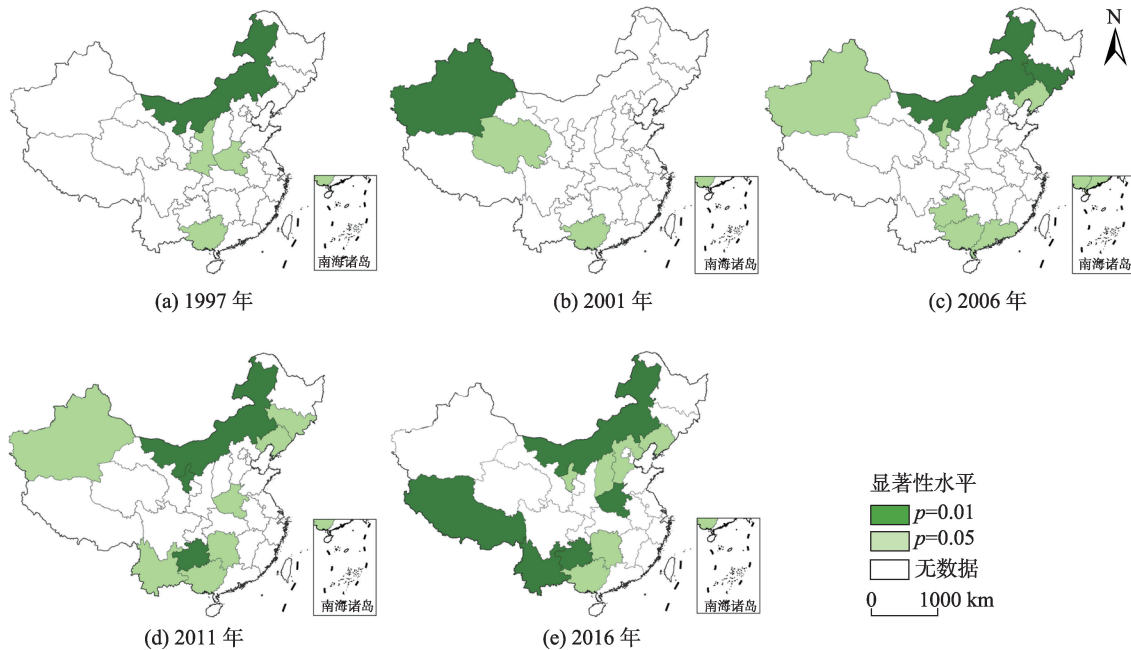 N
南海诸岛
南海诸岛
南海诸岛
(a) 1997 年
(b) 2001 年
(c) 2006 年
南海诸岛
南海诸岛
(d) 2011 年
(e) 2016 年
显著性水平
p=0.01
p=0.05
无数据
0 1000 km